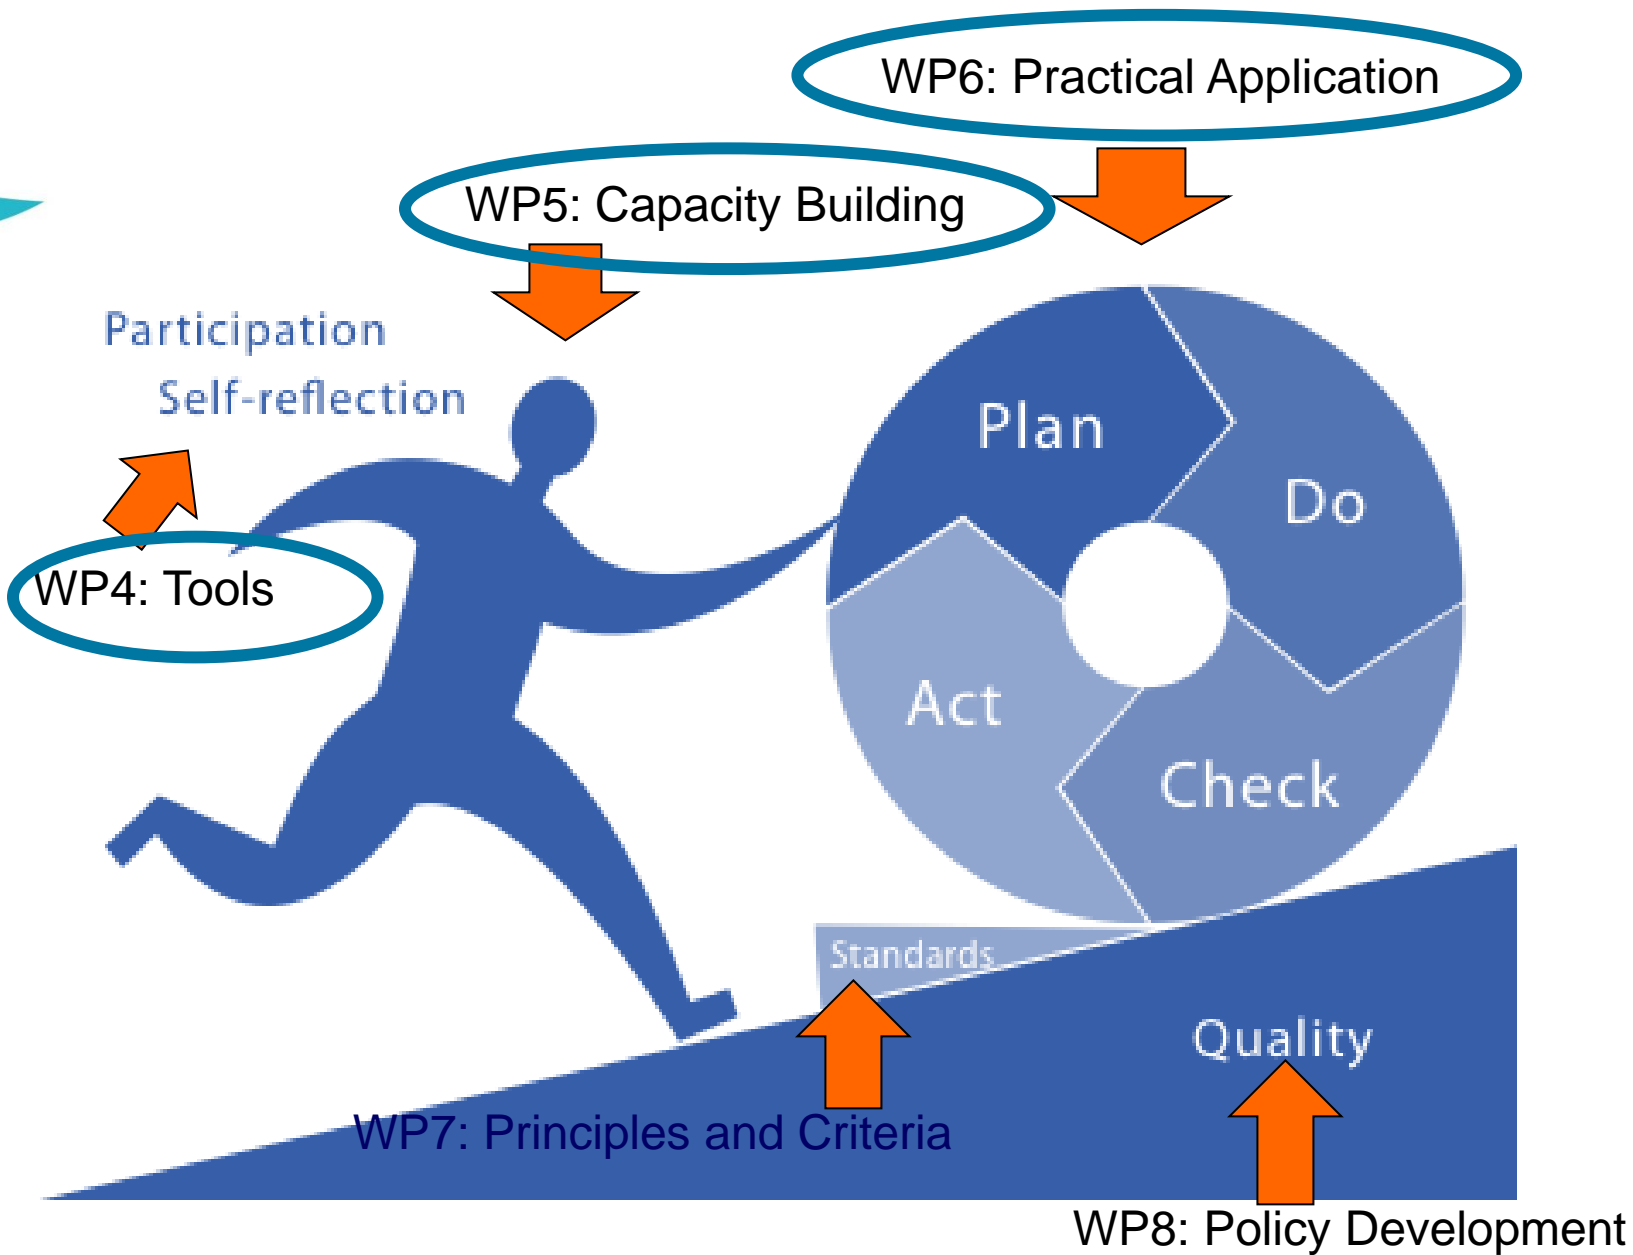 WP6: Practical Application
WP5: Capacity Building
Participation
Self-reflection
Plan
Do
WP4: Tools
Act
Check
Standards
Quality
WP7: Principles and Criteria
WP8: Policy Development